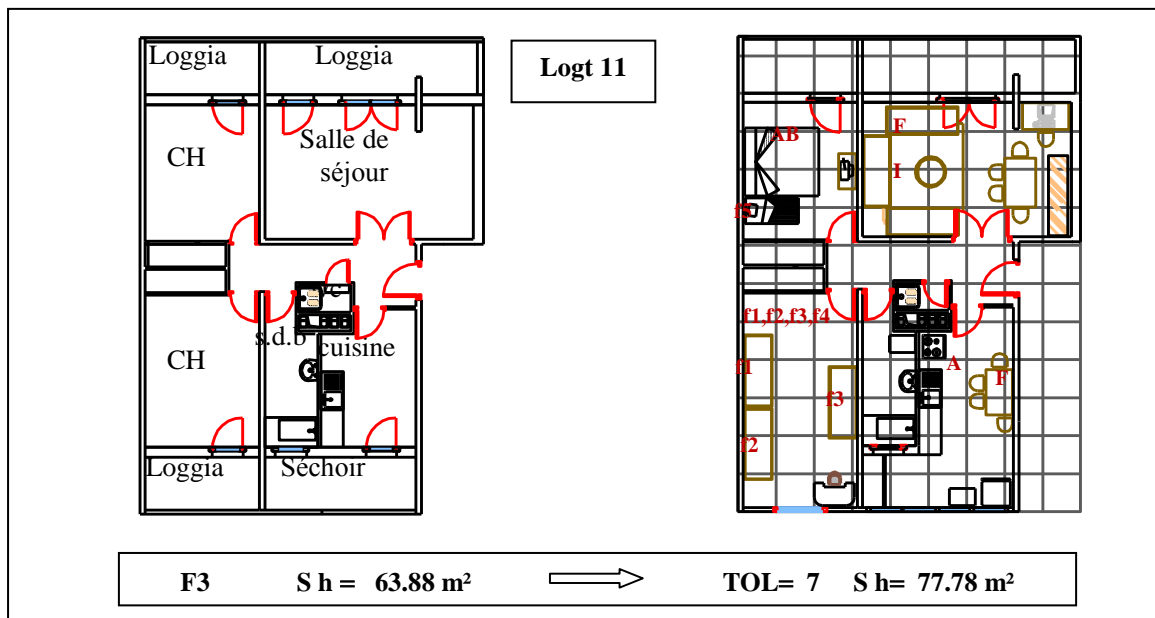 Loggia
Loggia
Logt 11
CH
Salle de
séjour
s.d.b
cuisine
CH
Loggia
Séchoir
AB
F
I
f5
f1,f2,f3,f4
f1
f2
f3
A
F
F3 S h = 63.88 m² TOL= 7 S h= 77.78 m²